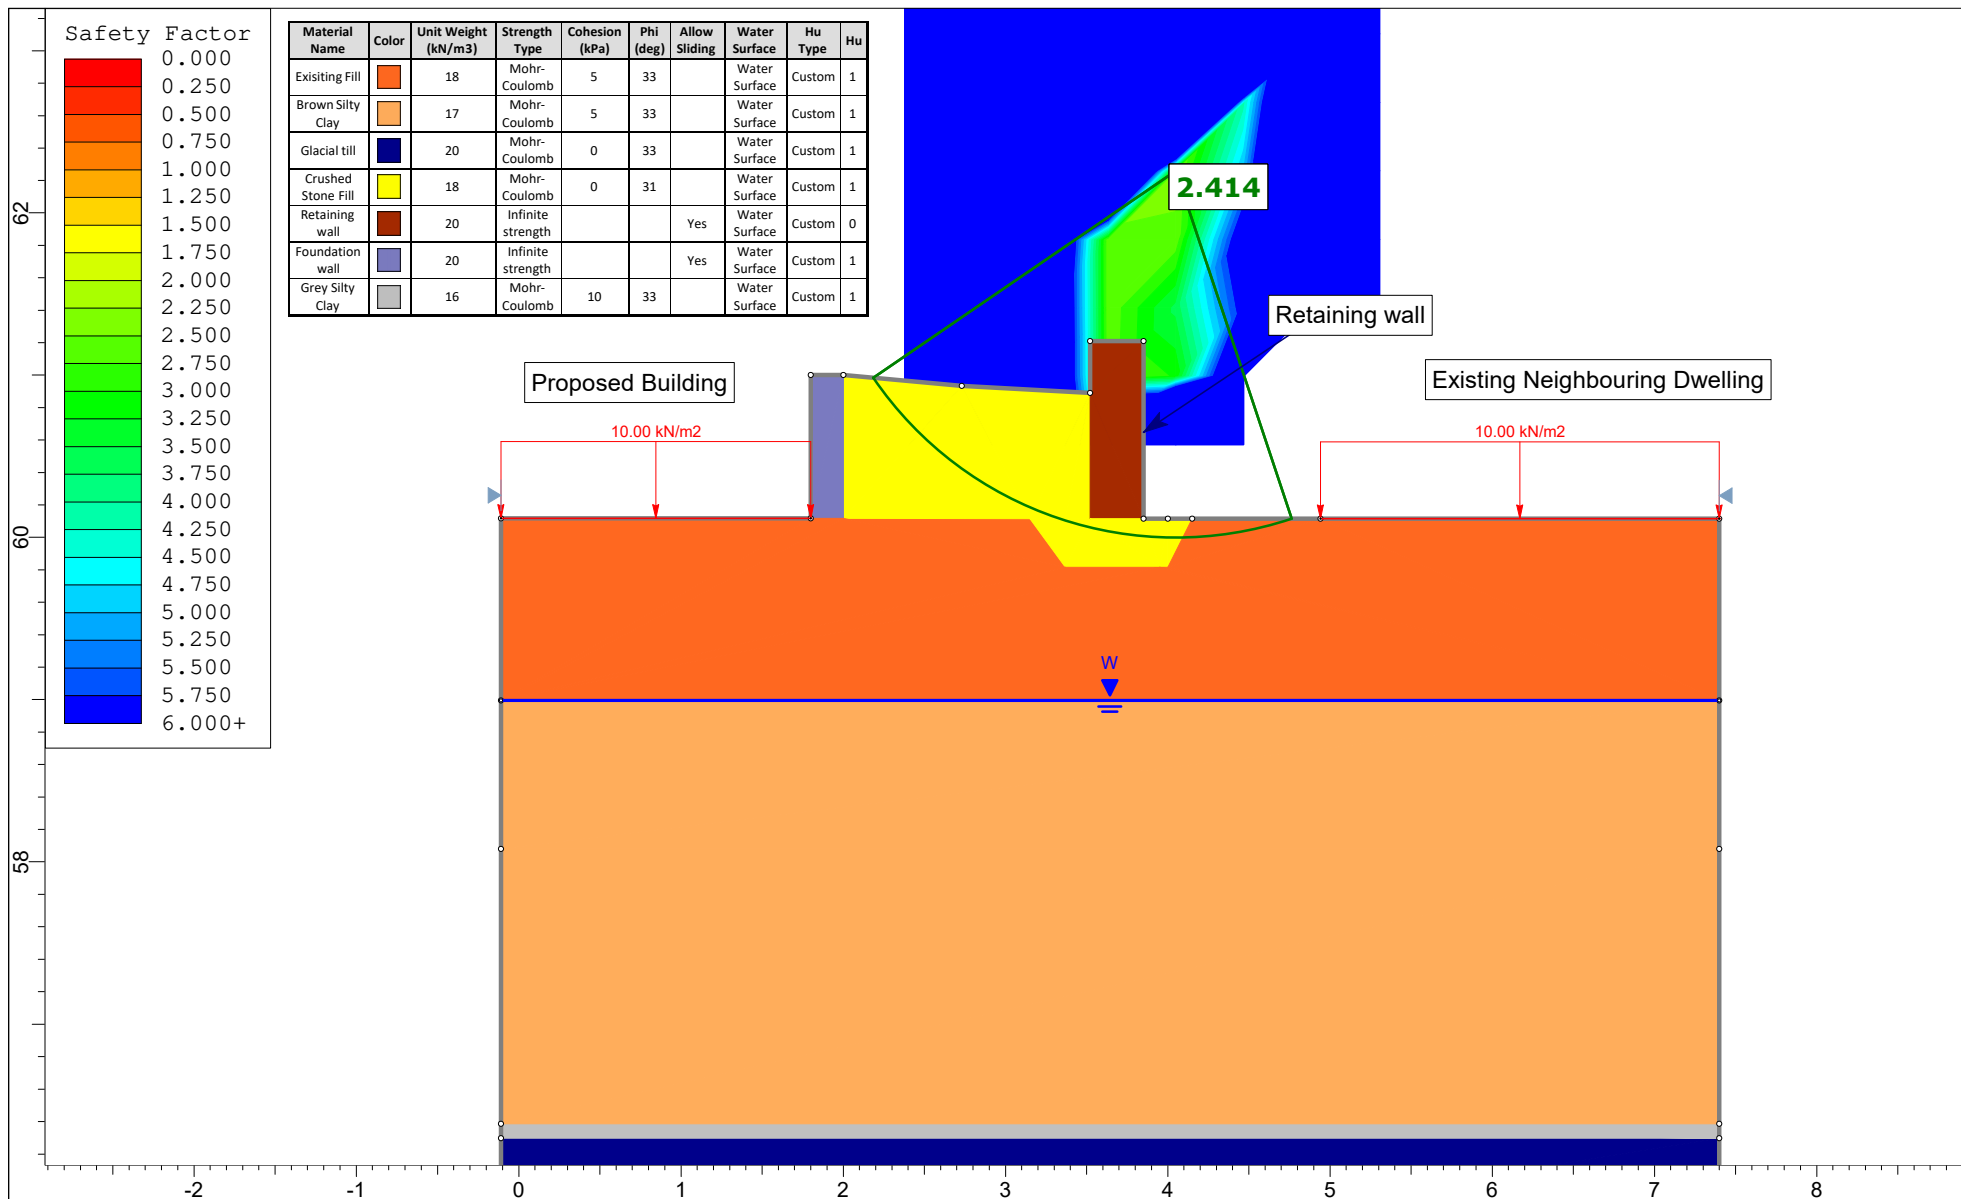 Safety Factor
0.000
0.250
0.500
0.750
1.000
1.250
1.500
1.750
2.000
2.250
2.500
2.750
3.000
3.250
3.500
3.750
4.000
4.250
4.500
4.750
5.000
5.250
5.500
5.750
6.000+
Material Name Color Unit Weight (kN/m3) Strength Type Cohesion (kPa) Phi (deg) Allow Sliding Water Surface Hu Type Hu
Exisiting Fill 18 Mohr-Coulomb 5 33 Water Surface Custom 1
Brown Silty Clay 17 Mohr-Coulomb 5 33 Water Surface Custom 1
Glacial till 20 Mohr-Coulomb 0 33 Water Surface Custom 1
Crushed Stone Fill 18 Mohr-Coulomb 0 31 Water Surface Custom 1
Retaining wall 20 Infinite strength Yes Water Surface Custom 0
Foundation wall 20 Infinite strength Yes Water Surface Custom 1
Grey Silty Clay 16 Mohr-Coulomb 10 33 Water Surface Custom 1
2.414
Retaining wall
Proposed Building
Existing Neighbouring Dwelling
10.00 kN/m2
10.00 kN/m2
W
62
60
58
-2 -1 0 1 2 3 4 5 6 7 8